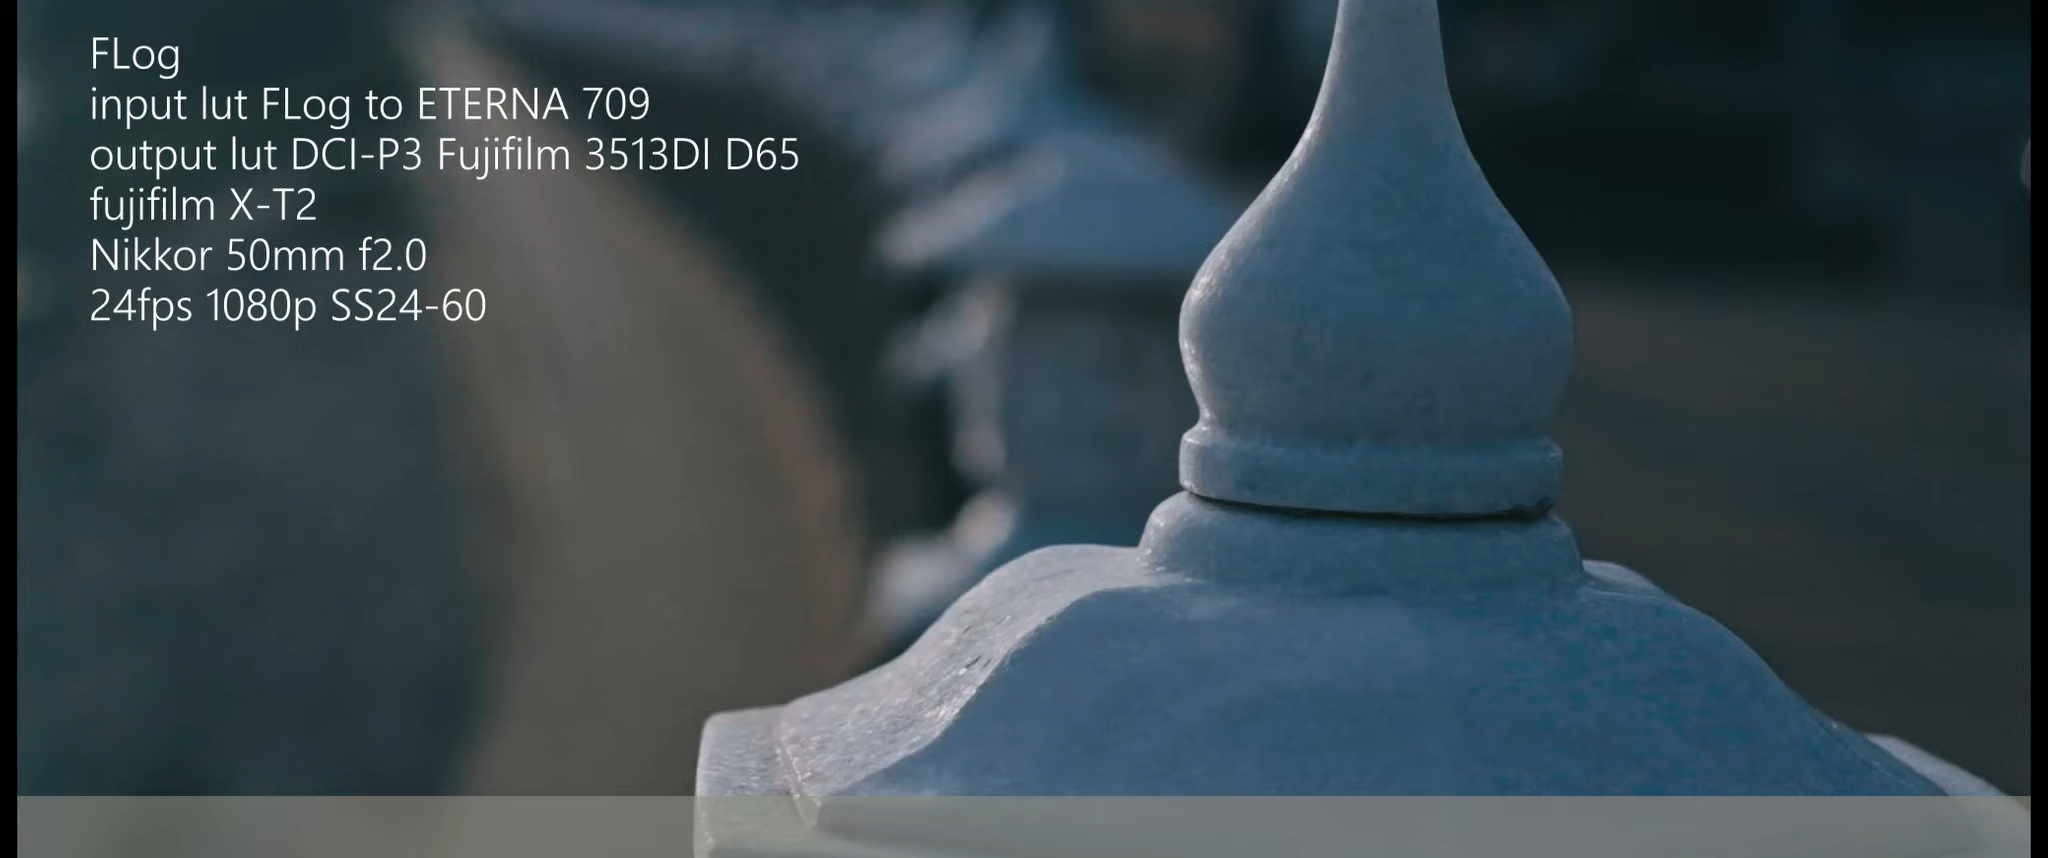 FLog
input lut FLog to ETERNA 709
output lut DCI-P3 Fujifilm 3513DI D65
fujifilm X-T2
Nikkor 50mm f2.0
24fps 1080p SS24-60